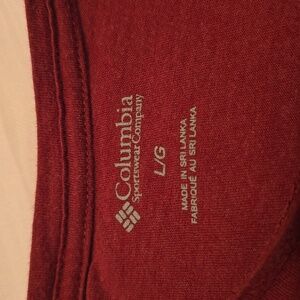 Columbia
Sportswear Company
L/G
MADE IN SRI LANKA
FABRIQUÉ AU SRI LANKA